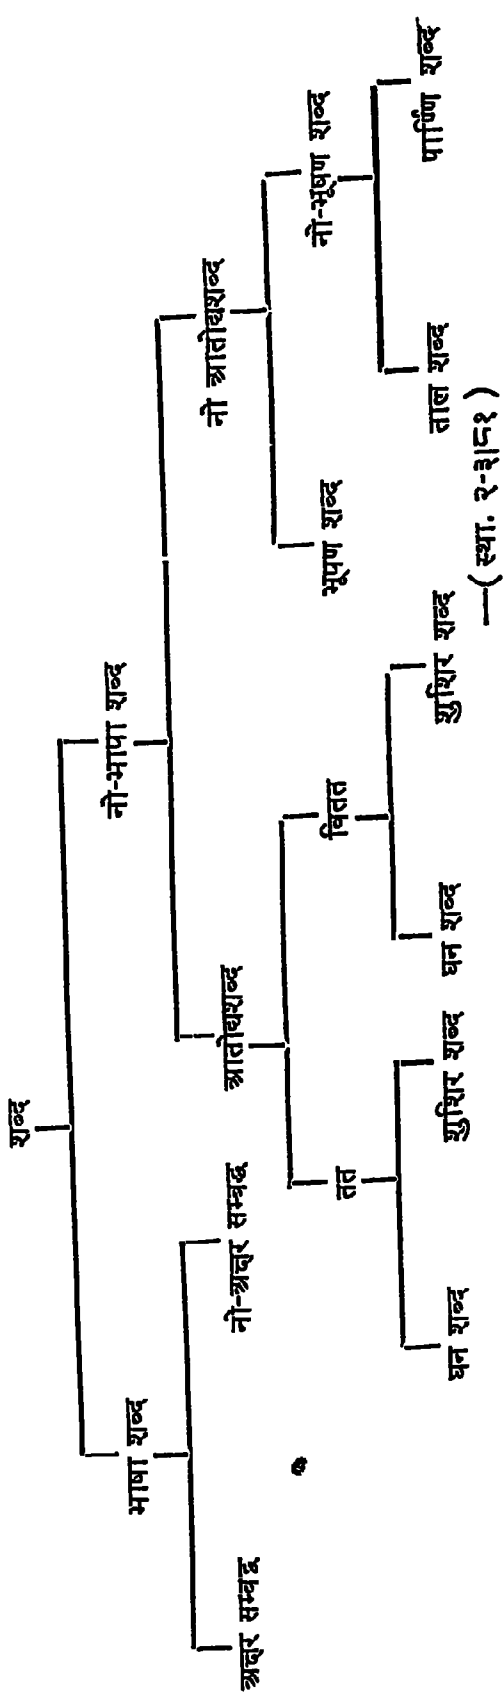 शब्द
भाषा शब्द
नो-भाषा शब्द
अक्षर सम्बद्ध
नो-अक्षर सम्बद्ध
आतोद्यशब्द
नो आतोद्यशब्द
तत
वितत
भूषण शब्द
नो-भूषण शब्द
घन शब्द
शुशिर शब्द
घन शब्द
शुशिर शब्द
ताल शब्द
पार्ष्णि शब्द
—( स्था. २-३।८१ )